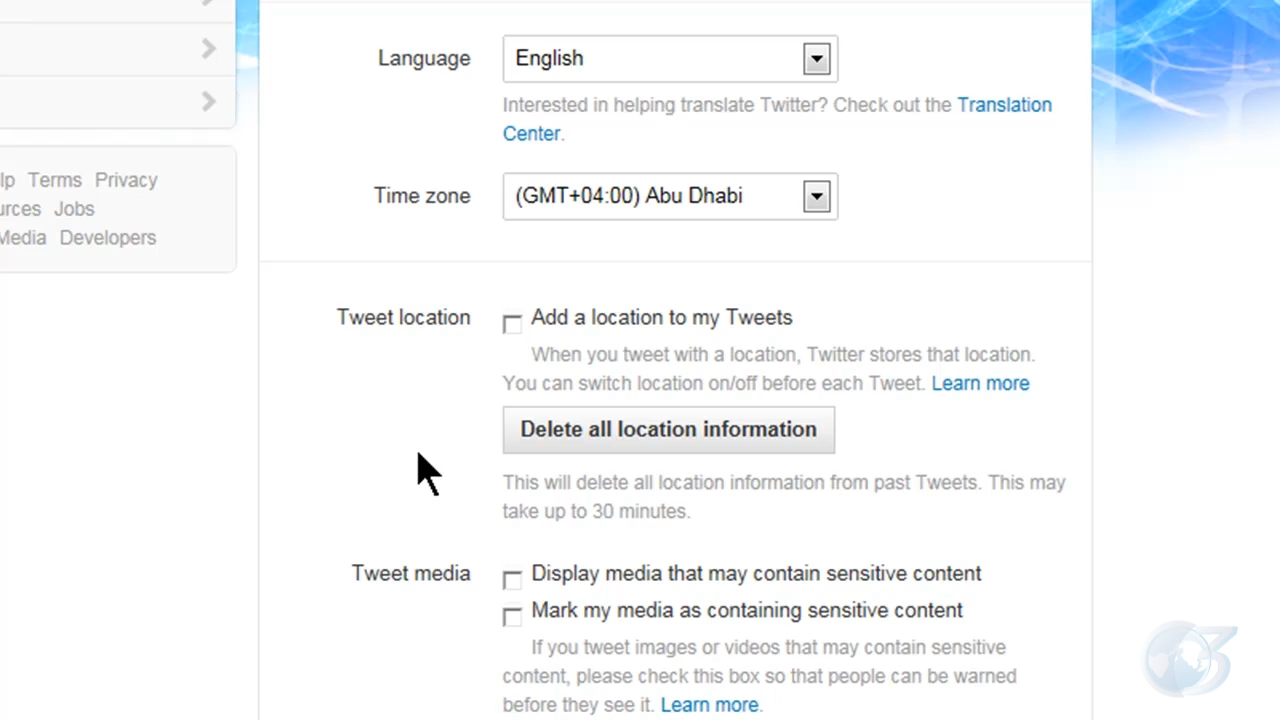 Language English
Interested in helping translate Twitter? Check out the Translation
Center.
lp Terms Privacy
urces Jobs
Media Developers
Time zone (GMT+04:00) Abu Dhabi
Tweet location Add a location to my Tweets
When you tweet with a location, Twitter stores that location.
You can switch location on/off before each Tweet. Learn more
Delete all location information
This will delete all location information from past Tweets. This may
take up to 30 minutes.
Tweet media Display media that may contain sensitive content
Mark my media as containing sensitive content
If you tweet images or videos that may contain sensitive
content, please check this box so that people can be warned
before they see it. Learn more.